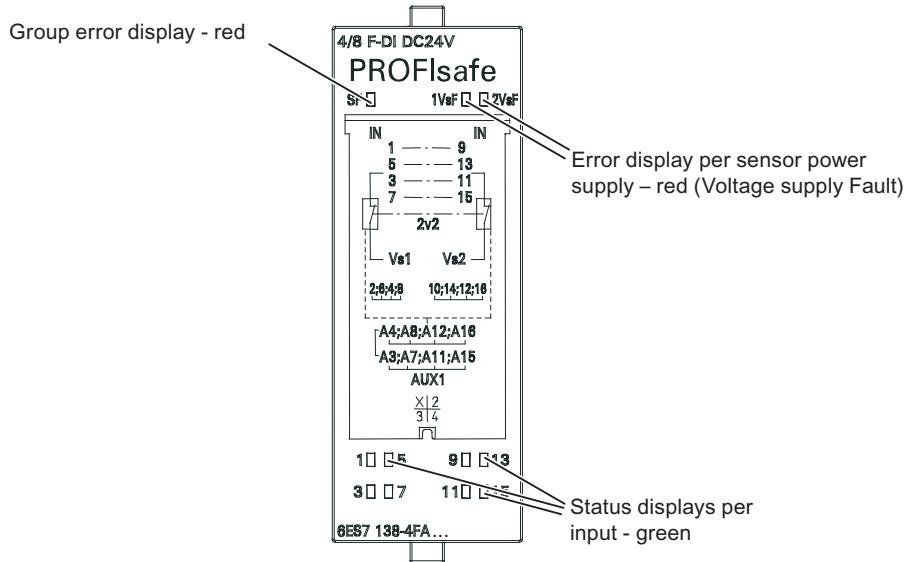 Group error display - red
4/8 F-DI DC24V
PROFIsafe
SF 1VsF 2VsF
Error display per sensor power
supply – red (Voltage supply Fault)
IN IN
1 9
5 13
3 11
7 15
2v2
Vs1 Vs2
2;6;4;8 10;14;12;16
A4;A8;A12;A16
A3;A7;A11;A15
AUX1
X 2
3 4
1 5 9 13
3 7 11
Status displays per
input - green
6ES7 138-4FA...